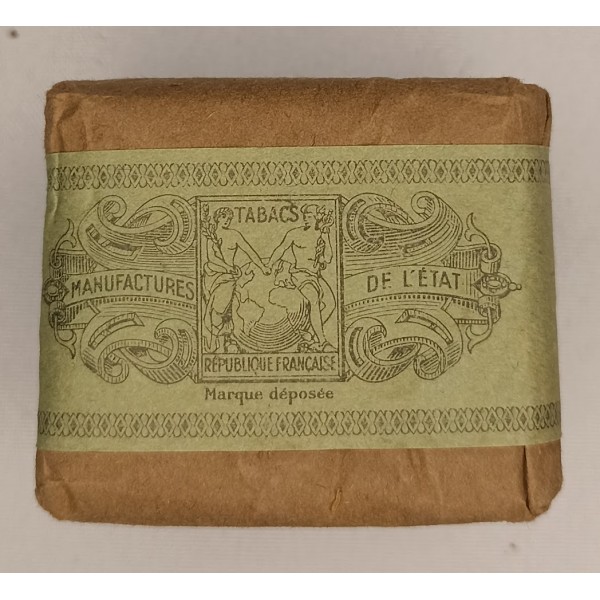 TABACS
MANUFACTURES DE L'ÉTAT
RÉPUBLIQUE FRANÇAISE
Marque déposée